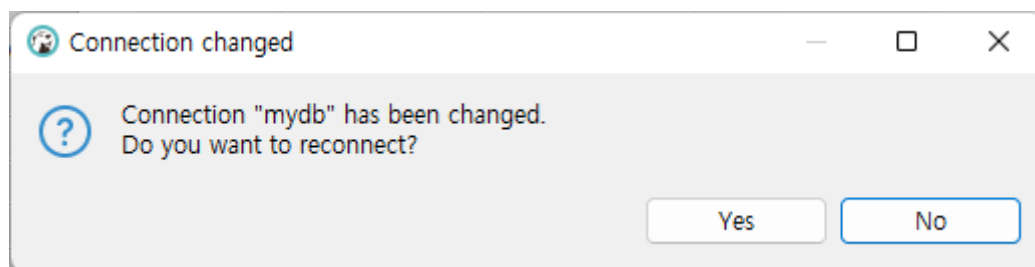 Connection changed
Connection "mydb" has been changed.
Do you want to reconnect?
Yes
No